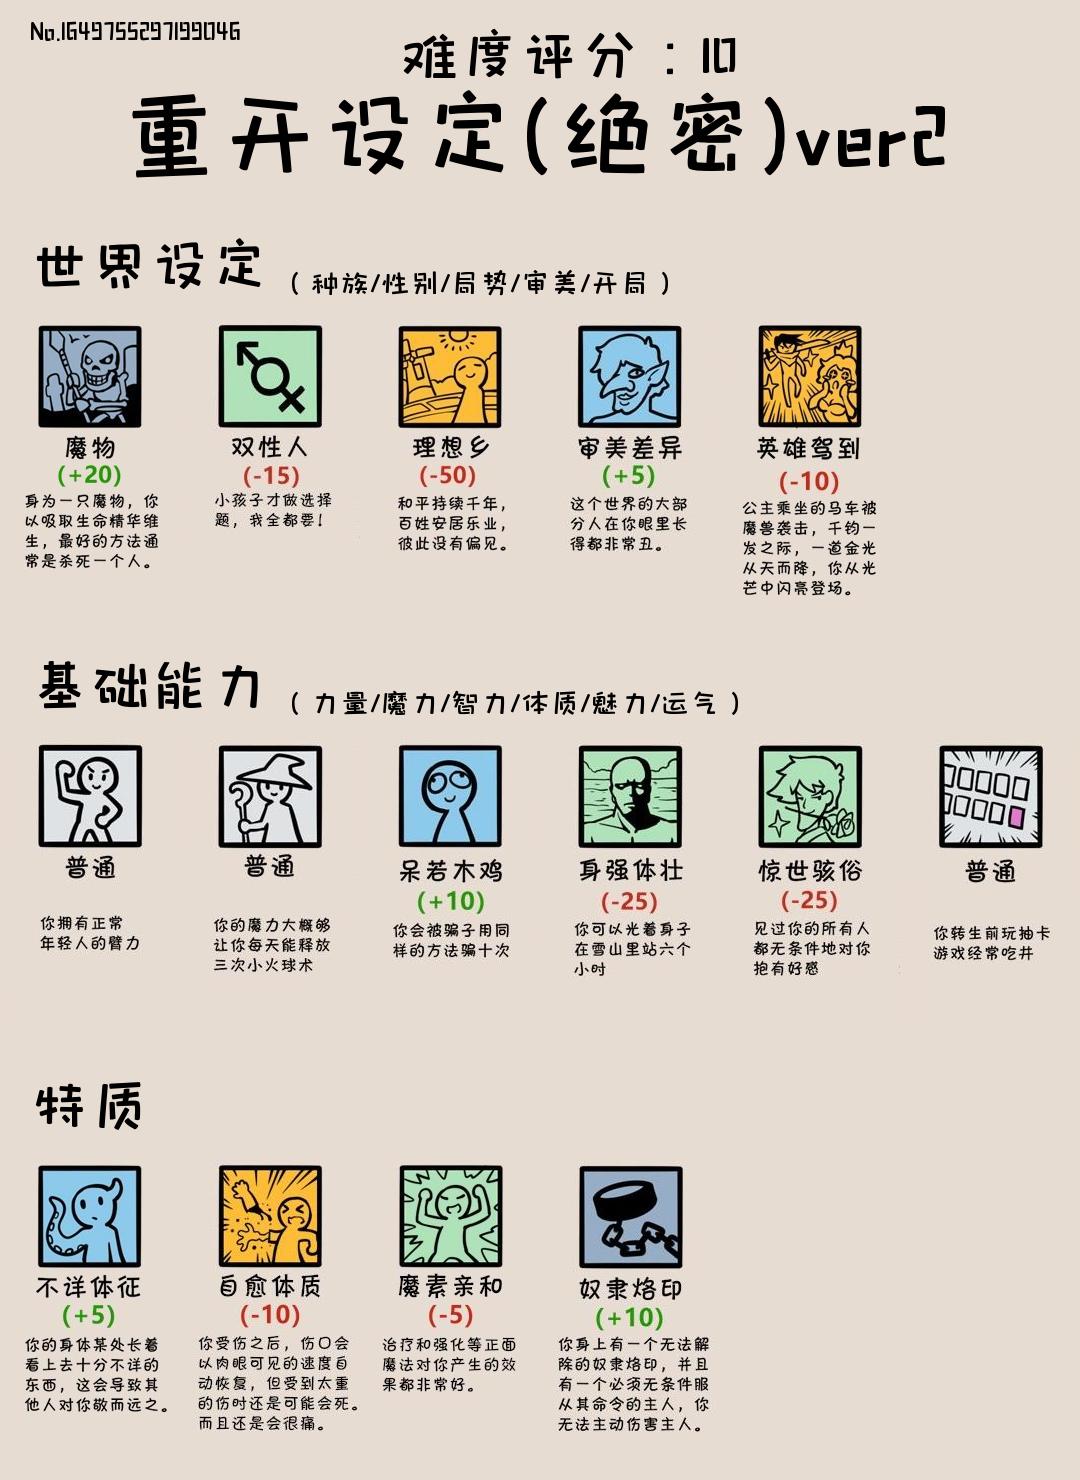 No.1649755297199046
难度评分：10
重开设定(绝密)ver2
世界设定（种族/性别/局势/审美/开局）
魔物
(+20)
身为一只魔物，你
以吸取生命精华维
生，最好的方法通
常是杀死一个人。
双性人
(-15)
小孩子才做选择
题，我全都要！
理想乡
(-50)
和平持续千年，
百姓安居乐业，
彼此没有偏见。
审美差异
(+5)
这个世界的大部
分人在你眼里长
得都非常丑。
英雄驾到
(-10)
公主乘坐的马车被
魔兽袭击，千钧一
发之际，一道金光
从天而降，你从光
芒中闪亮登场。
基础能力（力量/魔力/智力/体质/魅力/运气）
普通
你拥有正常
年轻人的臂力
普通
你的魔力大概够
让你每天能释放
三次小火球术
呆若木鸡
(+10)
你会被骗子用同
样的方法骗十次
身强体壮
(-25)
你可以光着身子
在雪山里站六个
小时
惊世骇俗
(-25)
见过你的所有人
都无条件地对你
抱有好感
普通
你转生前玩抽卡
游戏经常吃井
特质
不详体征
(+5)
你的身体某处长着
看上去十分不详的
东西，这会导致其
他人对你敬而远之。
自愈体质
(-10)
你受伤之后，伤口会
以肉眼可见的速度自
动恢复，但受到太重
的伤时还是可能会死。
而且还是会很痛。
魔素亲和
(-5)
治疗和强化等正面
魔法对你产生的效
果都非常好。
奴隶烙印
(+10)
你身上有一个无法解
除的奴隶烙印，并且
有一个必须无条件服
从其命令的主人，你
无法主动伤害主人。